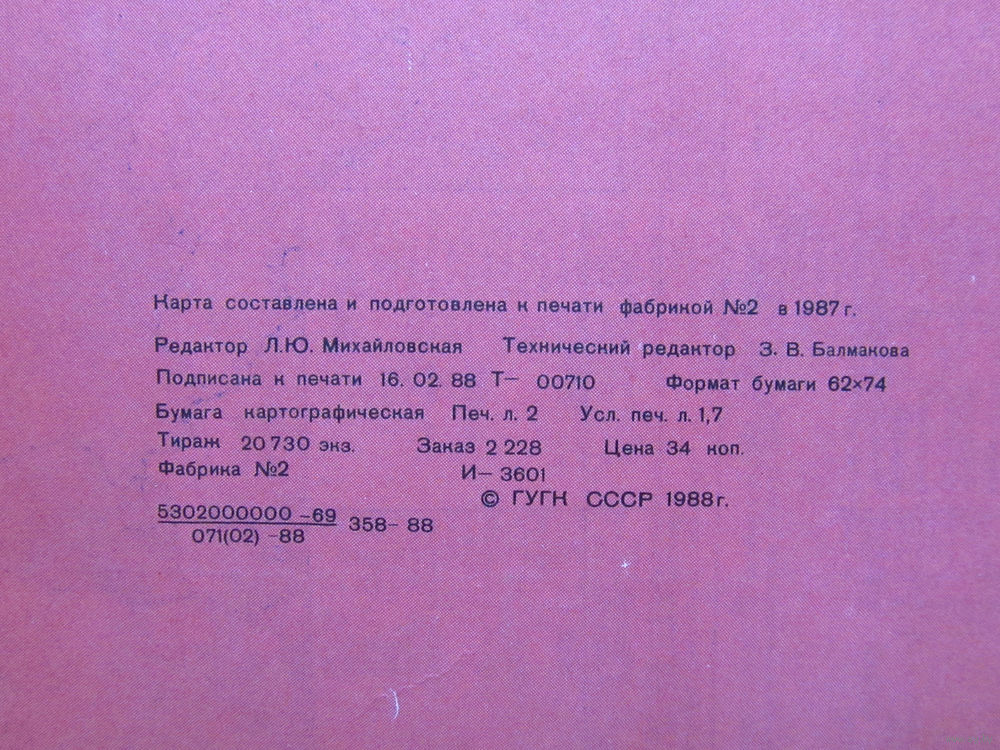 Карта составлена и подготовлена к печати фабрикой №2 в 1987 г.
Редактор Л.Ю. Михайловская Технический редактор З. В. Балмакова
Подписана к печати 16. 02. 88 Т— 00710 Формат бумаги 62×74
Бумага картографическая Печ. л. 2 Усл. печ. л. 1,7
Тираж 20 730 экз. Заказ 2 228 Цена 34 коп.
Фабрика №2 И— 3601
© ГУГК СССР 1988 г.
5302000000 -69
071(02) -88
358- 88